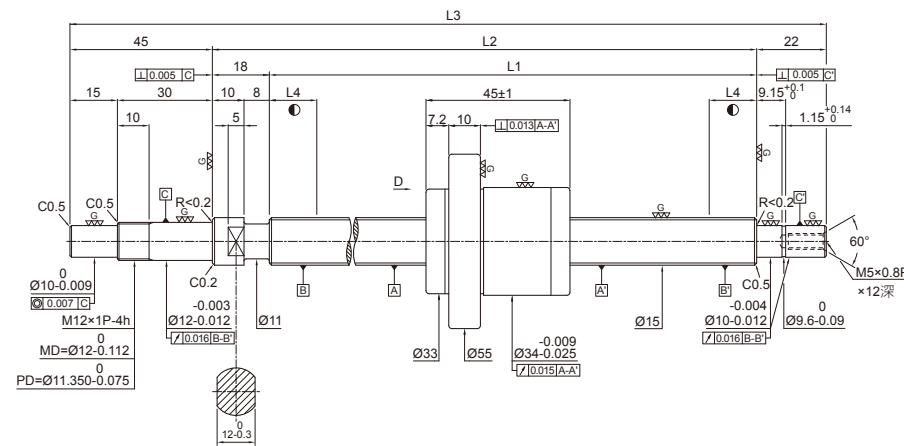 L3
45 L2 22
⊥ 0.005 C 18 L1 ⊥ 0.005 C'
15 30 10 8 L4 45±1 L4 9.15 +0.1 0
10 5 7.2 10 ⊥ 0.013 A-A' 1.15 +0.14 0
G G G
D G
C0.5 C0.5 G C G R<0.2 G R<0.2 G C' G
60°
C0.2 C0.5 M5×0.8P
×12深
B A A' B'
0
Ø10-0.009
◎ 0.007 C
M12×1P-4h
0
MD=Ø12-0.112
0
PD=Ø11.350-0.075
-0.003
Ø12-0.012
↗ 0.016 B-B'
Ø11
Ø33
Ø55
-0.009
Ø34-0.025
↗ 0.015 A-A'
Ø15
-0.004
Ø10-0.012
↗ 0.016 B-B'
0
Ø9.6-0.09
0
12-0.3